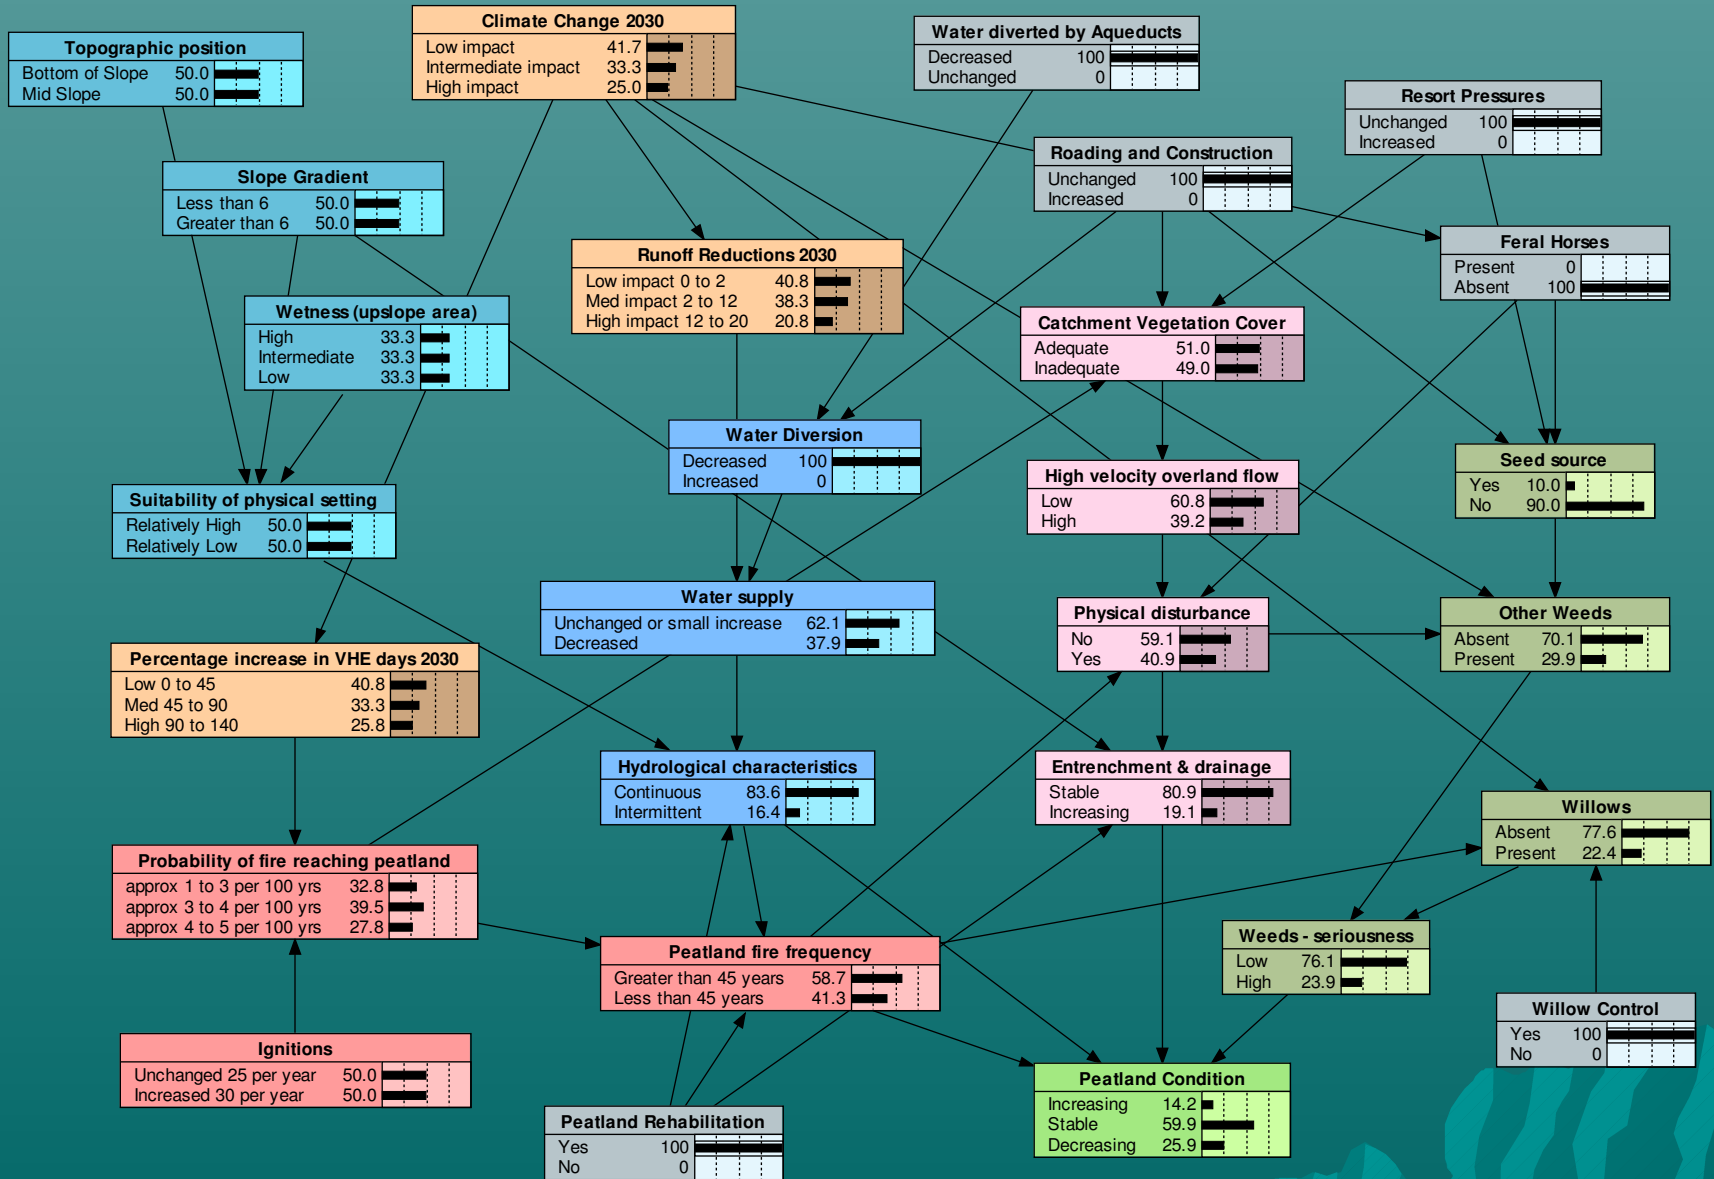 Climate Change 2030
Low impact 41.7
Intermediate impact 33.3
High impact 25.0
Water diverted by Aqueducts
Decreased 100
Unchanged 0
Topographic position
Bottom of Slope 50.0
Mid Slope 50.0
Resort Pressures
Unchanged 100
Increased 0
Roading and Construction
Unchanged 100
Increased 0
Slope Gradient
Less than 6 50.0
Greater than 6 50.0
Feral Horses
Present 0
Absent 100
Runoff Reductions 2030
Low impact 0 to 2 40.8
Med impact 2 to 12 38.3
High impact 12 to 20 20.8
Wetness (upslope area)
High 33.3
Intermediate 33.3
Low 33.3
Catchment Vegetation Cover
Adequate 51.0
Inadequate 49.0
Water Diversion
Decreased 100
Increased 0
Seed source
Yes 10.0
No 90.0
High velocity overland flow
Low 60.8
High 39.2
Suitability of physical setting
Relatively High 50.0
Relatively Low 50.0
Water supply
Unchanged or small increase 62.1
Decreased 37.9
Physical disturbance
No 59.1
Yes 40.9
Other Weeds
Absent 70.1
Present 29.9
Percentage increase in VHE days 2030
Low 0 to 45 40.8
Med 45 to 90 33.3
High 90 to 140 25.8
Hydrological characteristics
Continuous 83.6
Intermittent 16.4
Entrenchment & drainage
Stable 80.9
Increasing 19.1
Willows
Absent 77.6
Present 22.4
Probability of fire reaching peatland
approx 1 to 3 per 100 yrs 32.8
approx 3 to 4 per 100 yrs 39.5
approx 4 to 5 per 100 yrs 27.8
Weeds - seriousness
Low 76.1
High 23.9
Peatland fire frequency
Greater than 45 years 58.7
Less than 45 years 41.3
Willow Control
Yes 100
No 0
Ignitions
Unchanged 25 per year 50.0
Increased 30 per year 50.0
Peatland Condition
Increasing 14.2
Stable 59.9
Decreasing 25.9
Peatland Rehabilitation
Yes 100
No 0